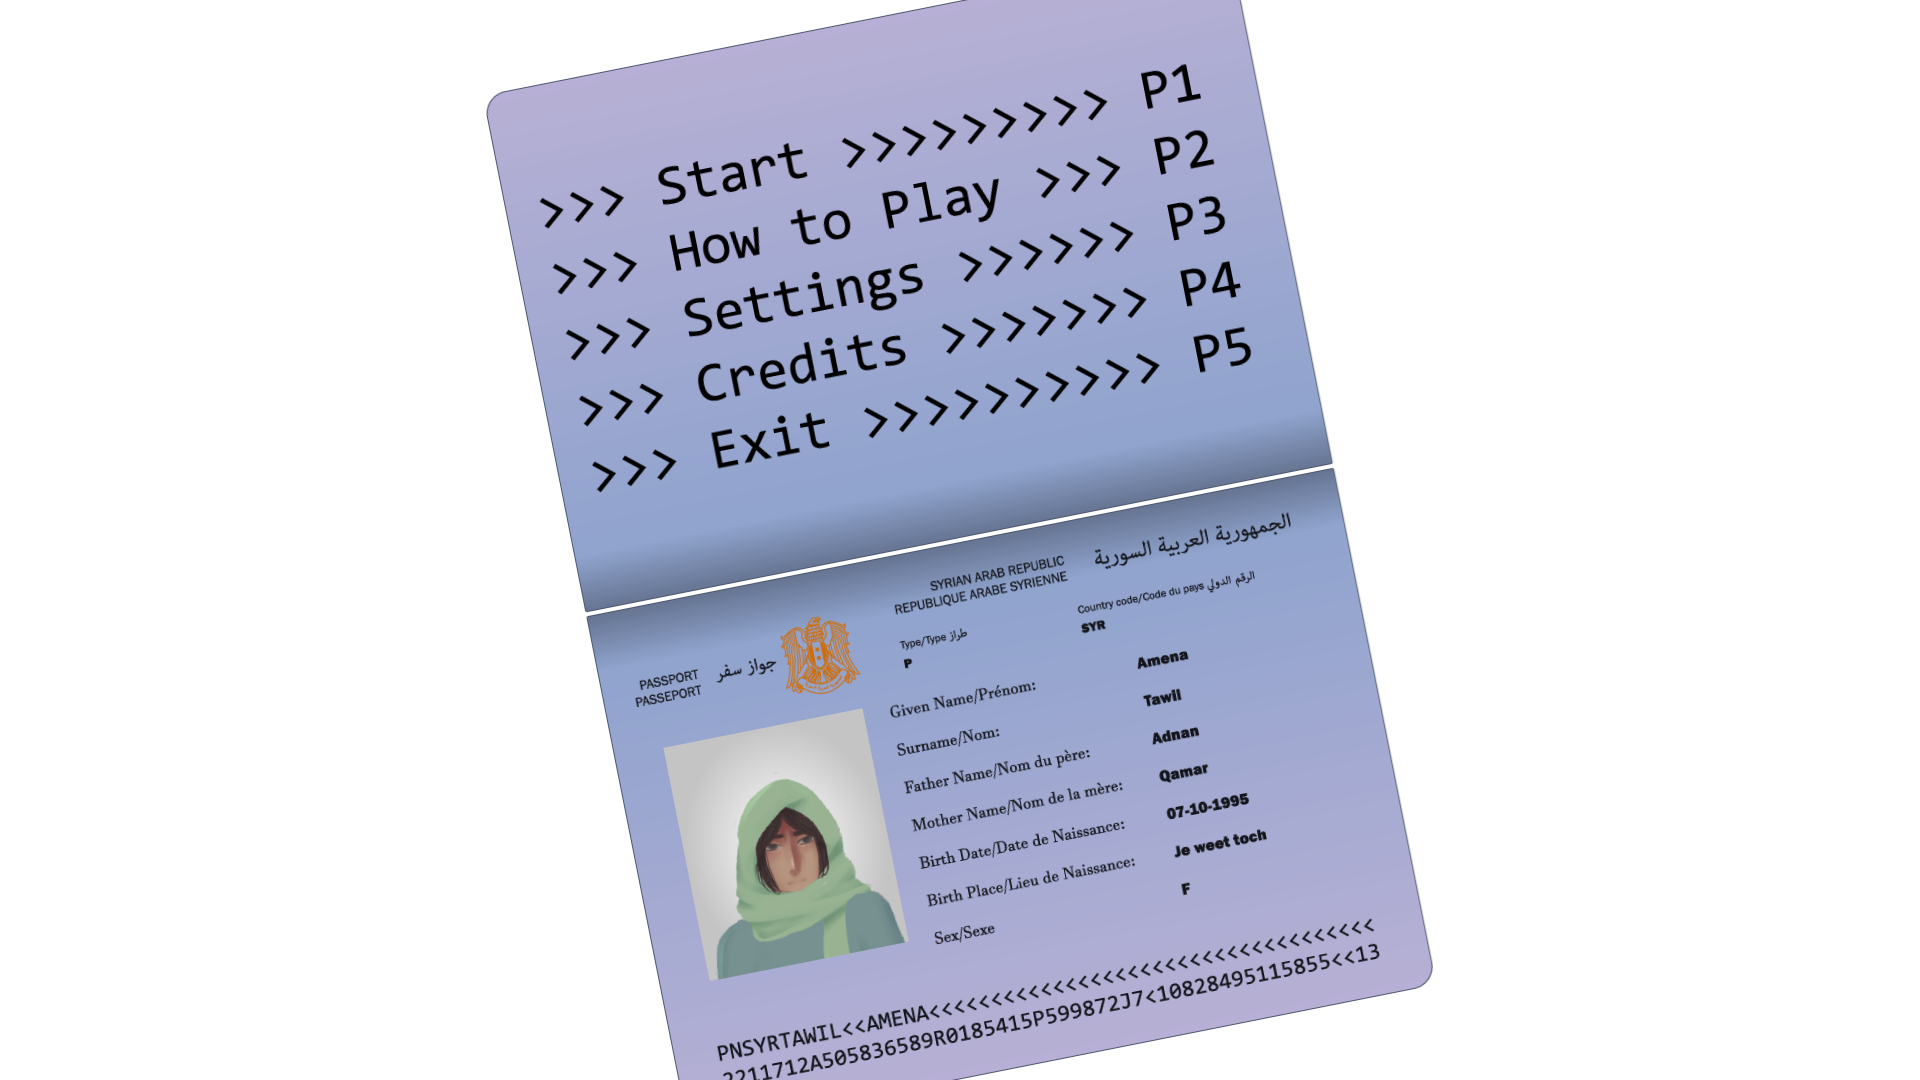 >>> Start >>>>>>>>> P1
>>> How to Play >>> P2
>>> Settings >>>>>> P3
>>> Credits >>>>>>> P4
>>> Exit >>>>>>>>>> P5
SYRIAN ARAB REPUBLIC
REPUBLIQUE ARABE SYRIENNE
الجمهورية العربية السورية
PASSPORT
PASSEPORT
جواز سفر
Type/Type طراز
P
Country code/Code du pays الرقم الدولي
SYR
Given Name/Prénom: Amena
Surname/Nom: Tawil
Father Name/Nom du père: Adnan
Mother Name/Nom de la mère: Qamar
Birth Date/Date de Naissance: 07-10-1995
Birth Place/Lieu de Naissance: Je weet toch
Sex/Sexe F
PNSYRTAWIL<<AMENA<<<<<<<<<<<<<<<<<<<<<<<<<<<<<<<<<<<<
2211712A505836589R0185415P599872J7<10828495115855<<13